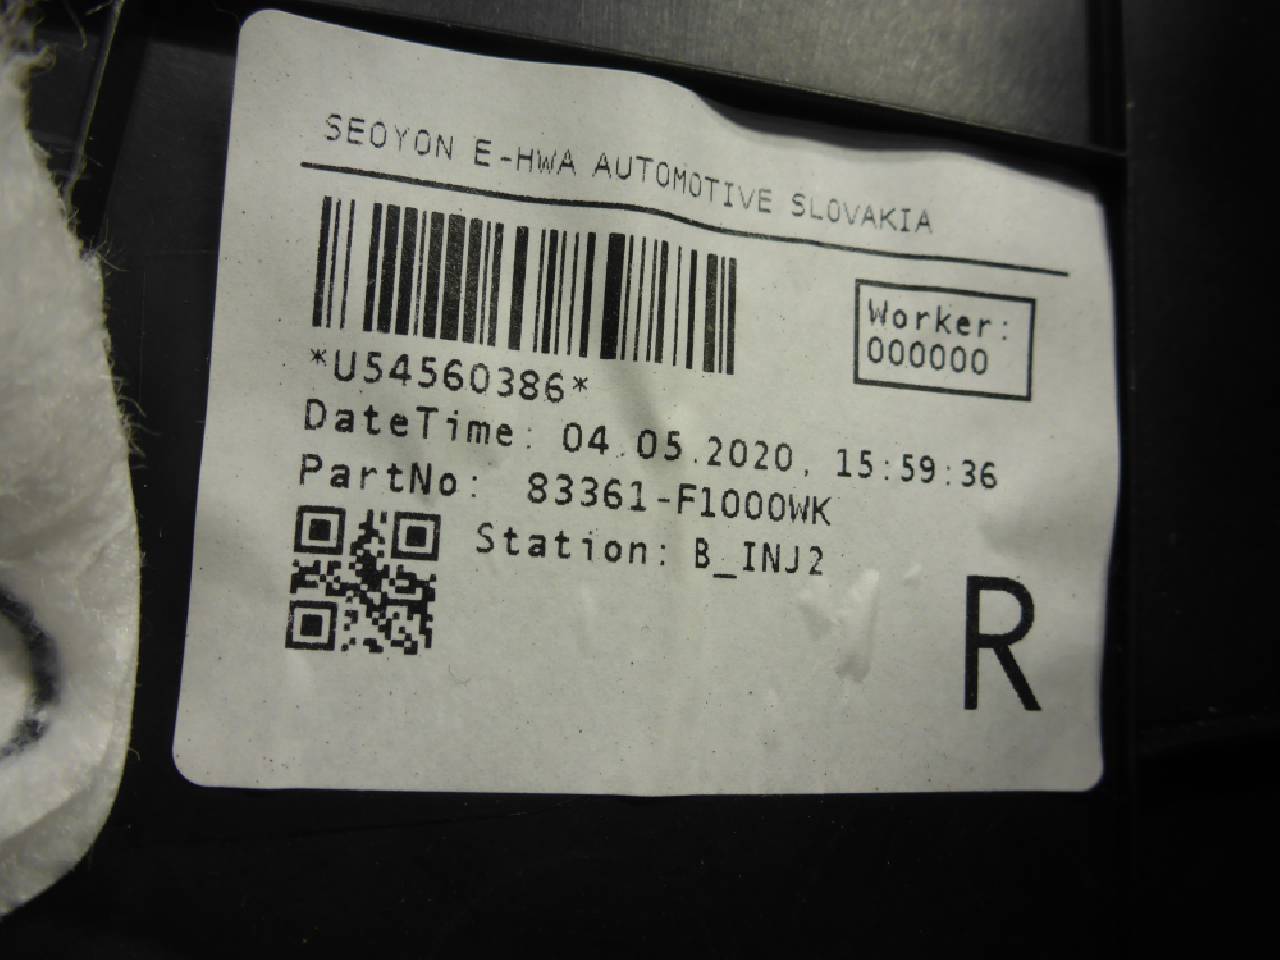 SEOYON E-HWA AUTOMOTIVE SLOVAKIA
Worker:
000000
*U54560386*
DateTime: 04.05.2020, 15:59:36
PartNo: 83361-F1000WK
Station: B_INJ2
R